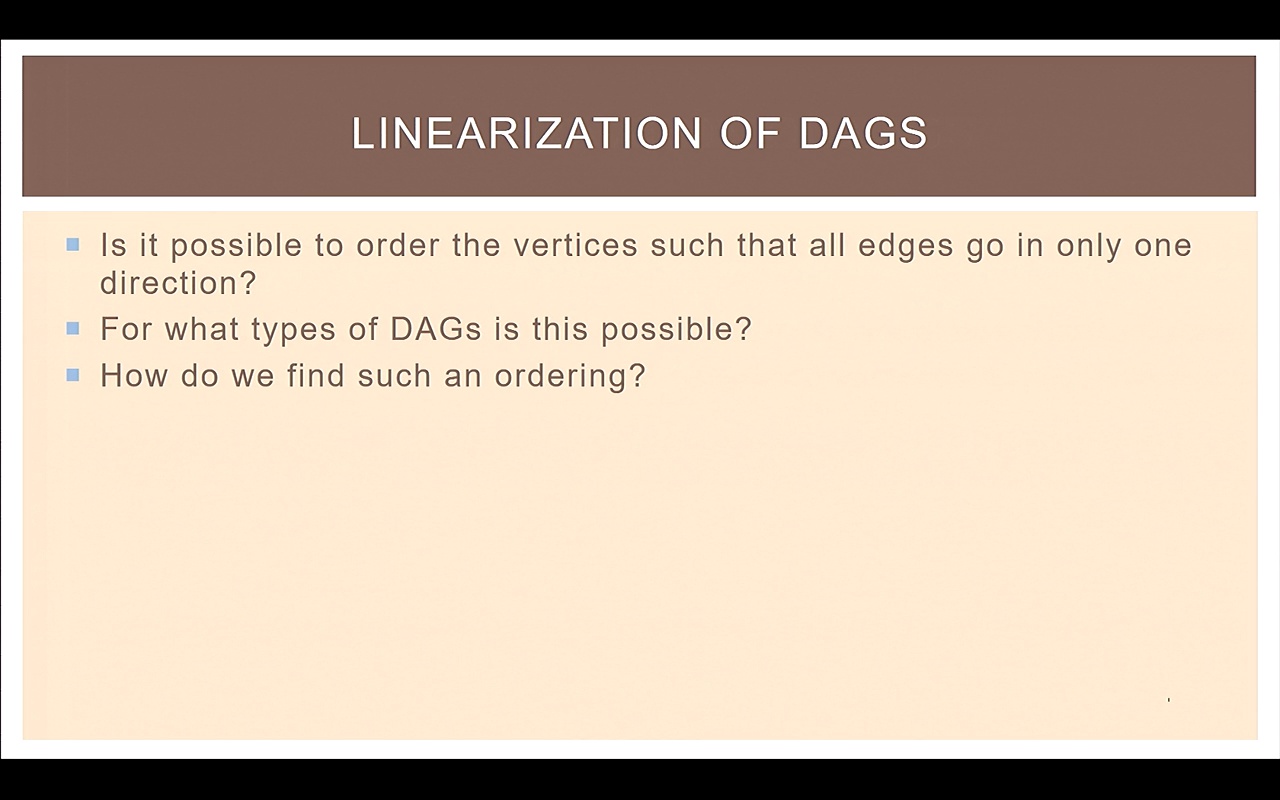 LINEARIZATION OF DAGS
Is it possible to order the vertices such that all edges go in only one
direction?
For what types of DAGs is this possible?
How do we find such an ordering?